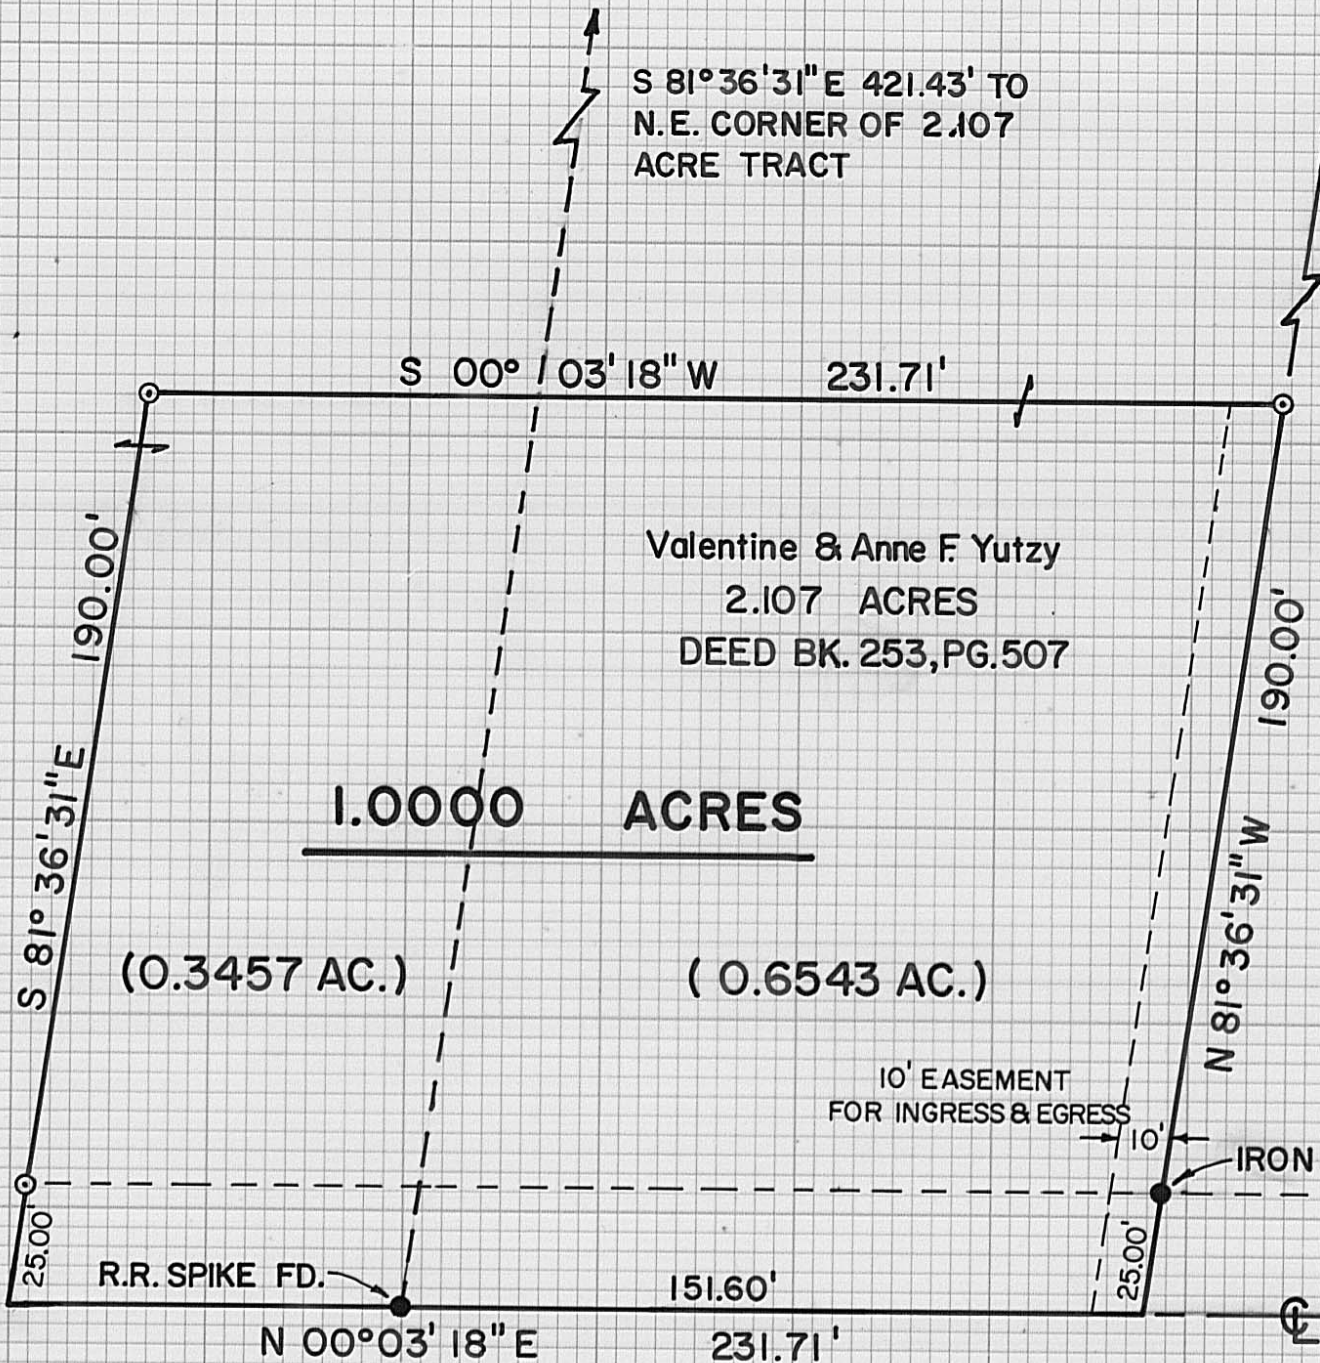 S 81°36'31"E 421.43' TO
N.E. CORNER OF 2.107
ACRE TRACT
S 00° 03' 18" W 231.71'
190.00'
S 81° 36' 31" E
Valentine & Anne F. Yutzy
2.107 ACRES
DEED BK. 253, PG. 507
190.00'
N 81° 36' 31" W
1.0000 ACRES
(0.3457 AC.)
(0.6543 AC.)
10' EASEMENT
FOR INGRESS & EGRESS
10'
IRON
25.00'
R.R. SPIKE FD.
151.60'
25.00'
N 00°03' 18" E 231.71'
℄